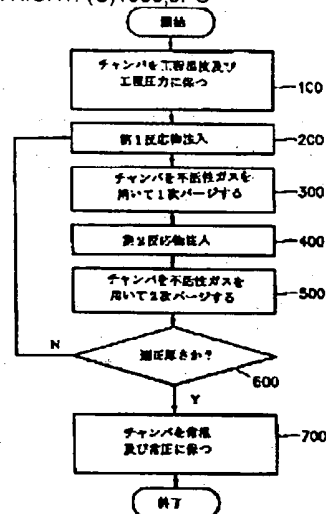 開始
チャンバを工程温度及び
工程圧力に保つ
100
第1反応物注入
200
チャンバを不活性ガスを
用いて1次パージする
300
第2反応物注入
400
チャンバを不活性ガスを
用いて2次パージする
500
N
適正厚さか?
600
Y
チャンバを常温
及び常圧に保つ
700
終了